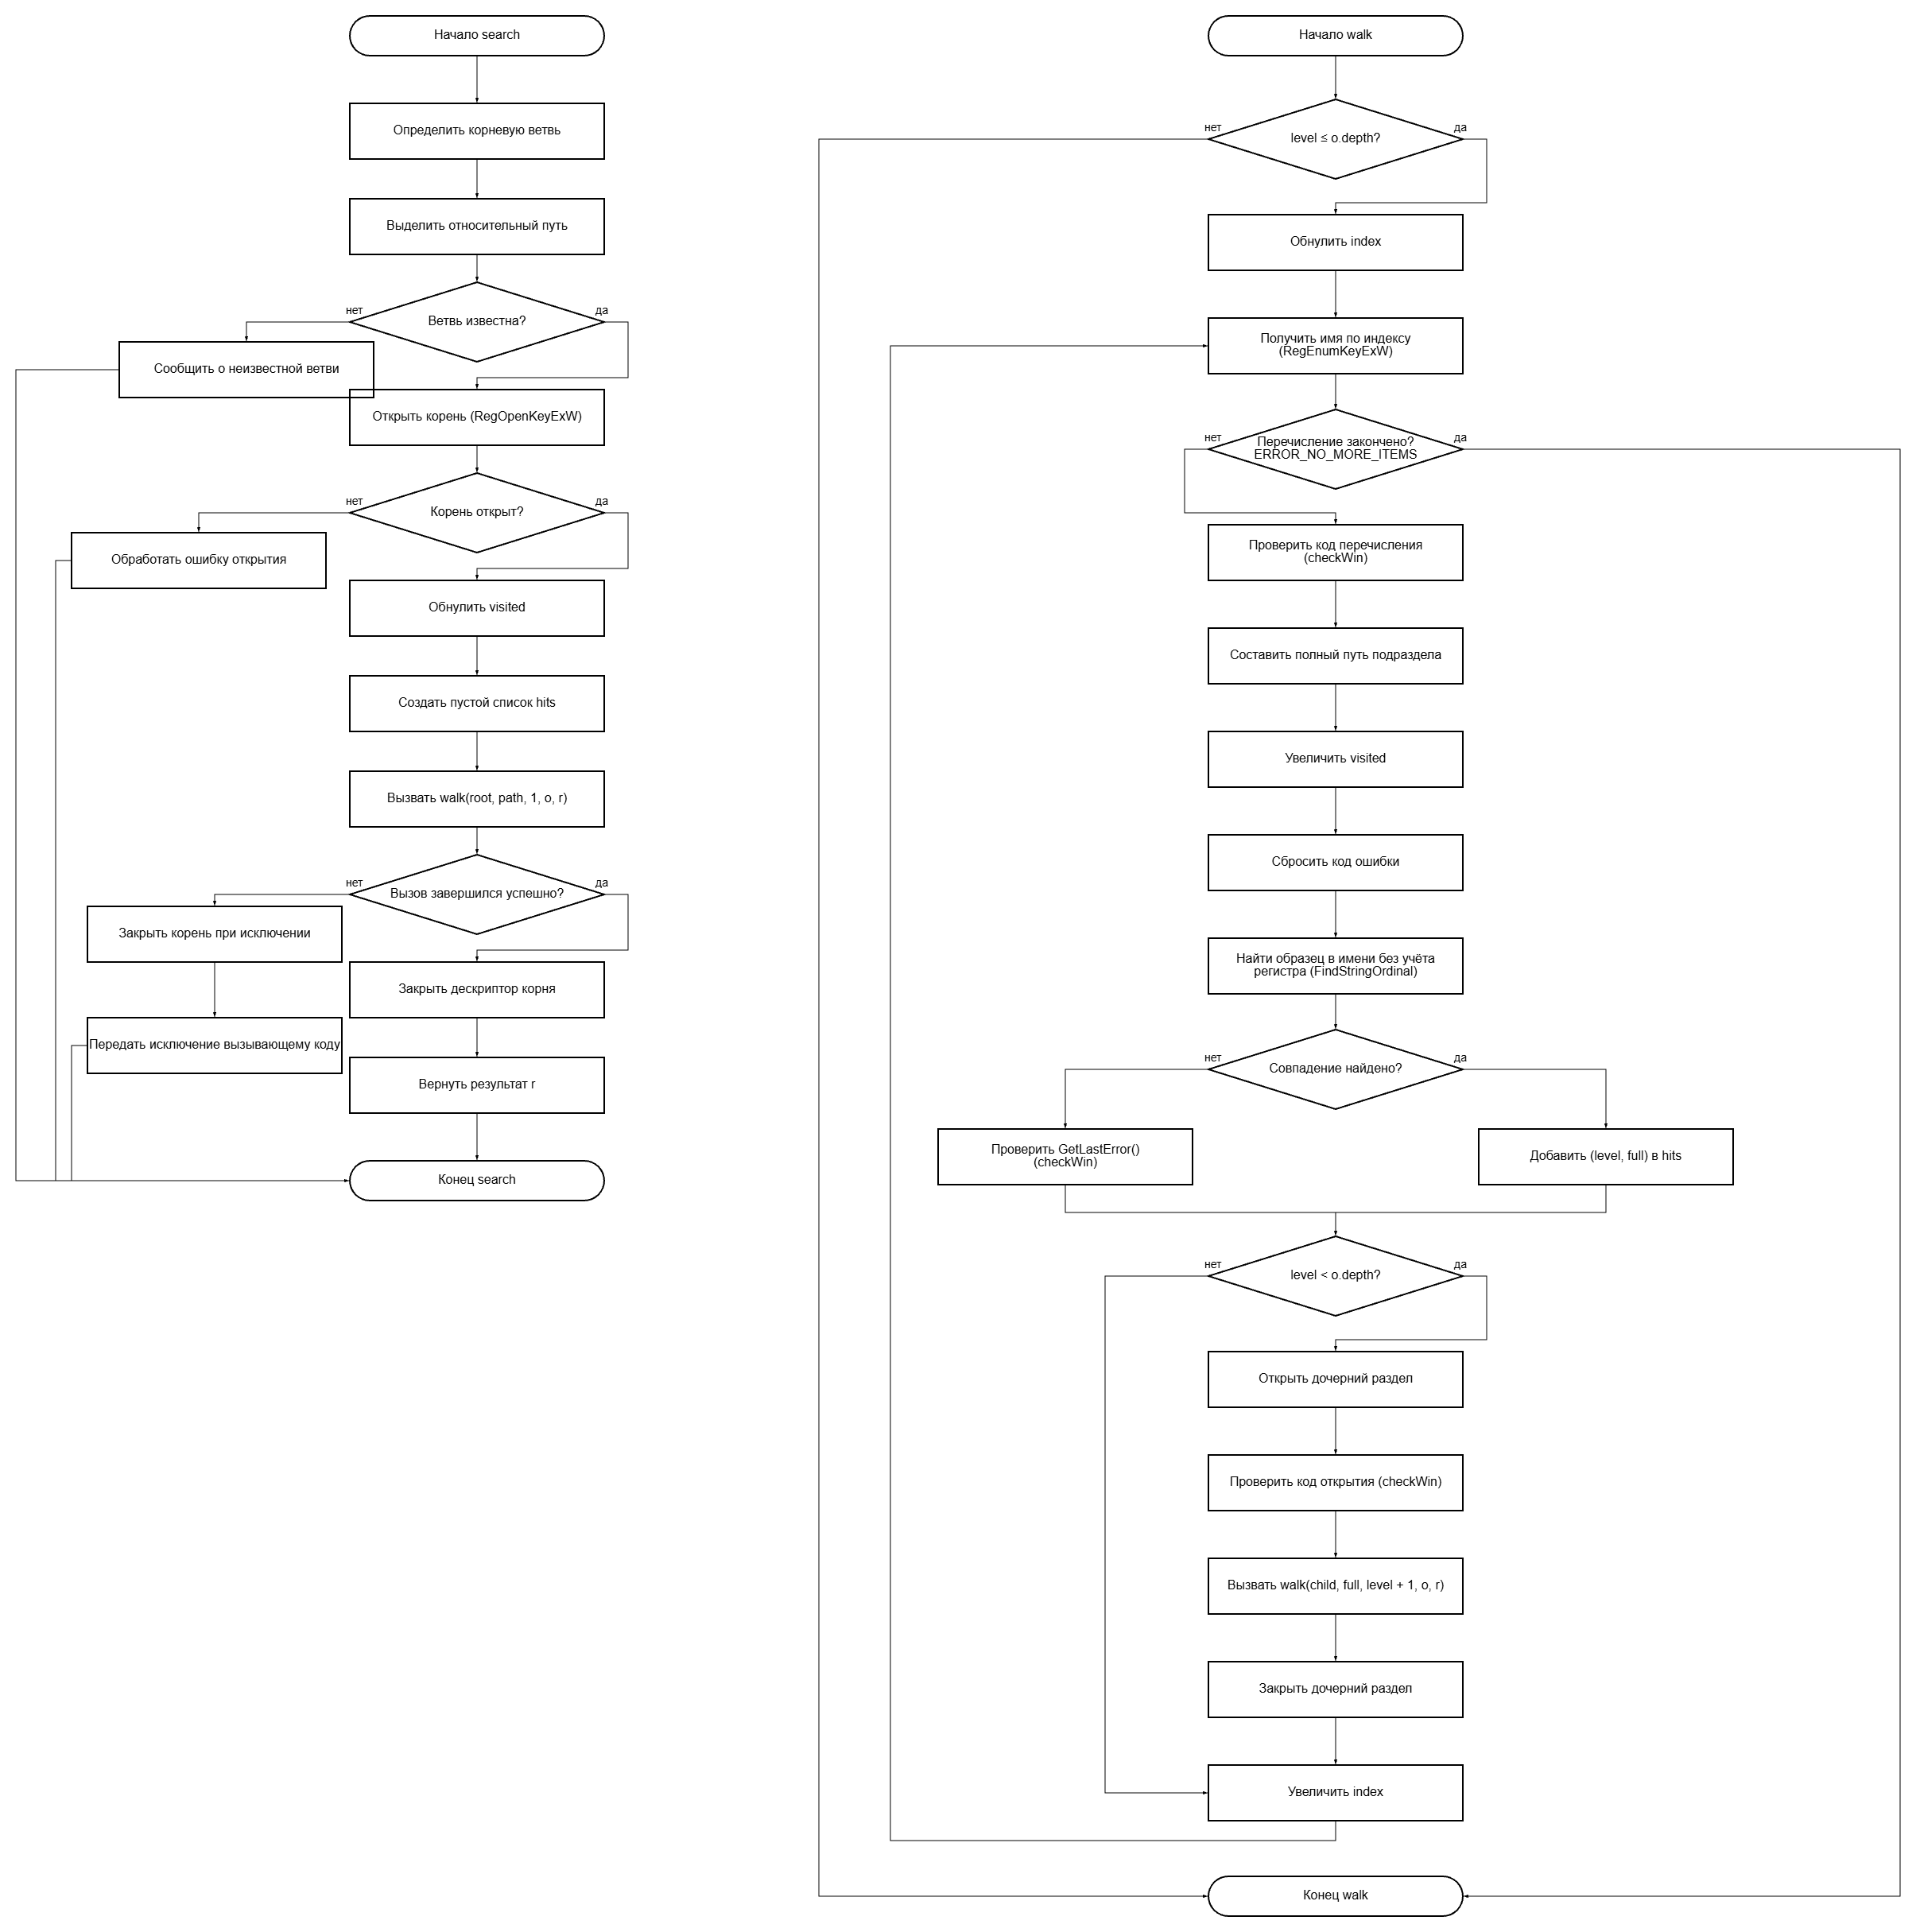 Начало search
Определить корневую ветвь
Выделить относительный путь
Ветвь известна?
нет
да
Сообщить о неизвестной ветви
Открыть корень (RegOpenKeyExW)
Корень открыт?
нет
да
Обработать ошибку открытия
Обнулить visited
Создать пустой список hits
Вызвать walk(root, path, 1, o, r)
Вызов завершился успешно?
нет
да
Закрыть корень при исключении
Передать исключение вызывающему коду
Закрыть дескриптор корня
Вернуть результат r
Конец search
Начало walk
level ≤ o.depth?
нет
да
Обнулить index
Получить имя по индексу
(RegEnumKeyExW)
Перечисление закончено?
ERROR_NO_MORE_ITEMS
нет
да
Проверить код перечисления
(checkWin)
Составить полный путь подраздела
Увеличить visited
Сбросить код ошибки
Найти образец в имени без учёта
регистра (FindStringOrdinal)
Совпадение найдено?
нет
да
Проверить GetLastError()
(checkWin)
Добавить (level, full) в hits
level < o.depth?
нет
да
Открыть дочерний раздел
Проверить код открытия (checkWin)
Вызвать walk(child, full, level + 1, o, r)
Закрыть дочерний раздел
Увеличить index
Конец walk